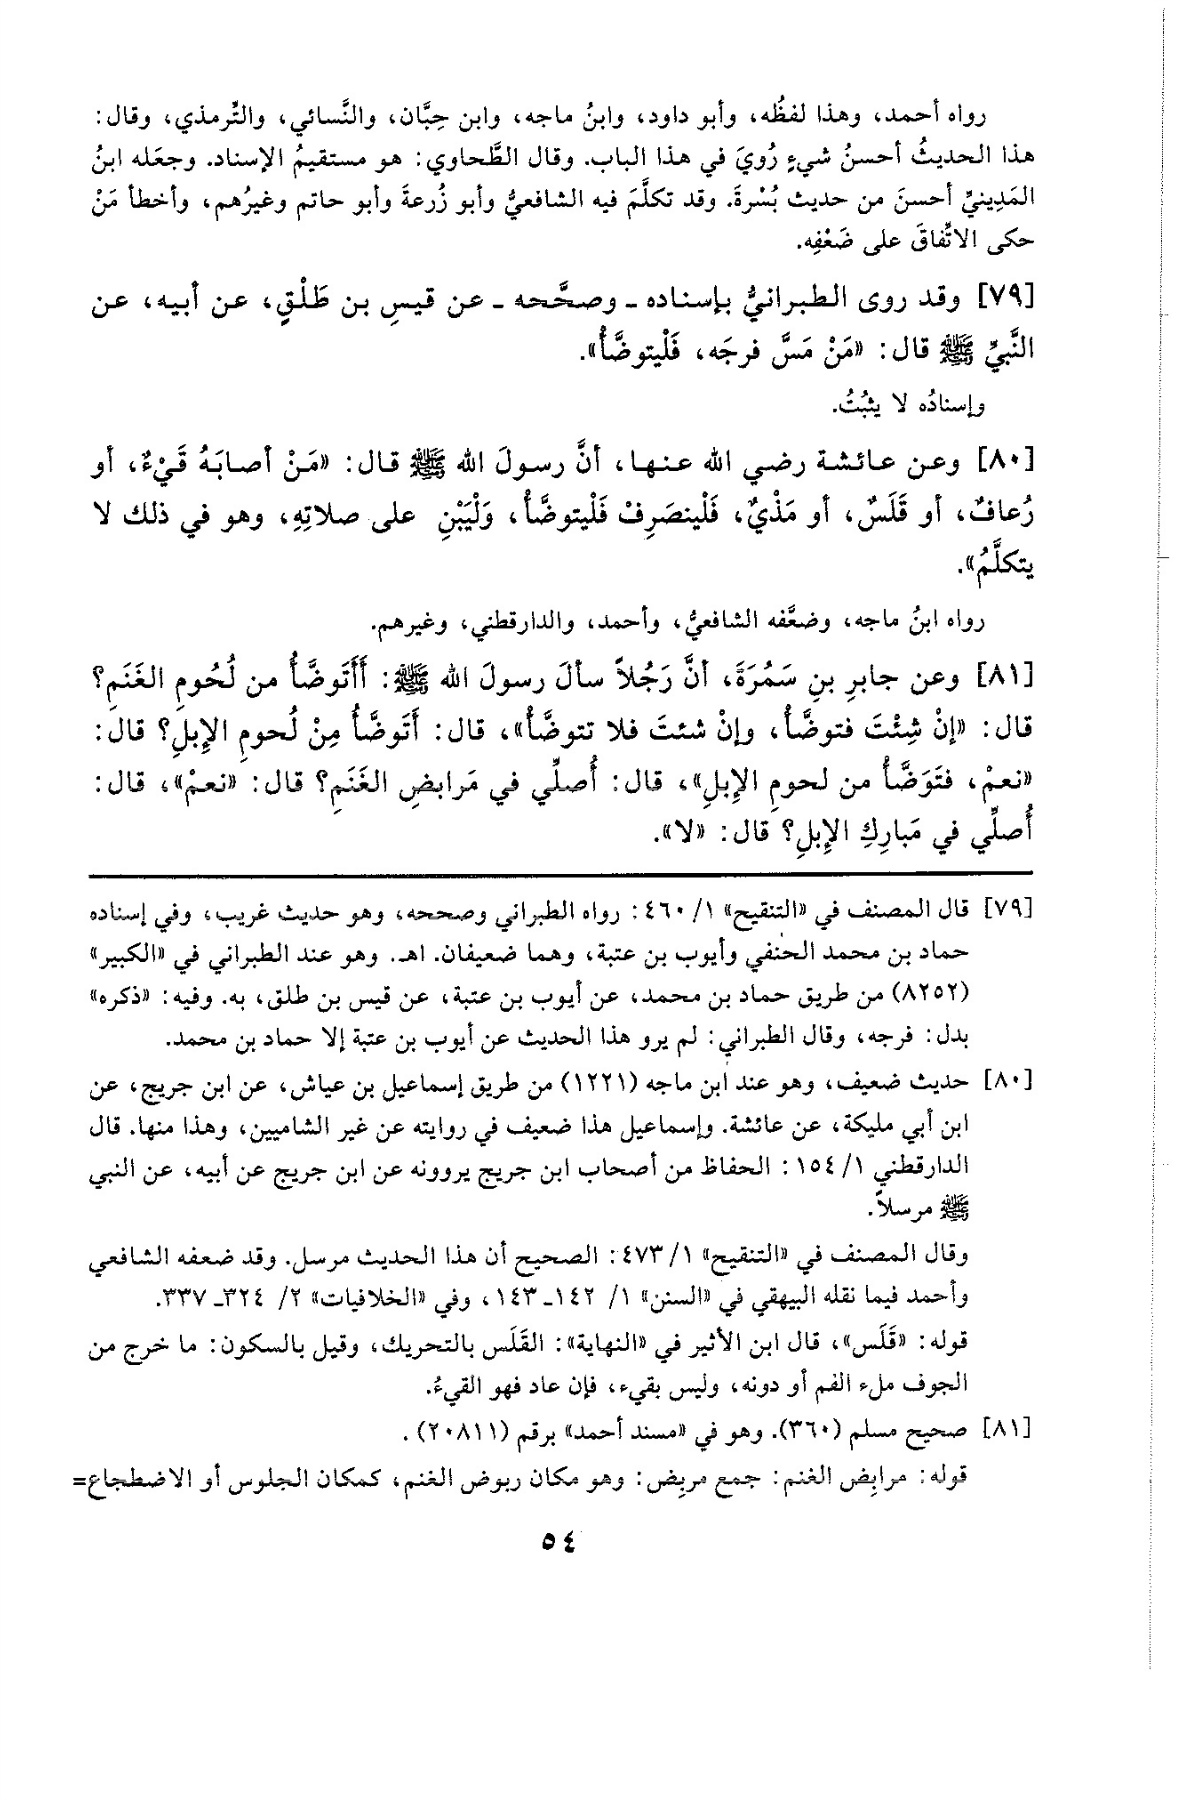 رواه أحمد، وهذا لفظُه، وأبو داود، وابنُ ماجه، وابن حِبَّان، والنَّسائي، والتِّرمذي، وقال:
هذا الحديثُ أحسنُ شيءٍ رُويَ في هذا الباب. وقال الطَّحاوي: هو مستقيمُ الإسناد. وجعَله ابنُ
المَدِينيِّ أحسنَ من حديث بُسْرةَ. وقد تكلَّمَ فيه الشافعيُّ وأبو زُرعةَ وأبو حاتم وغيرُهم، وأخطأ مَنْ
حكى الاتِّفاقَ على ضَعْفِه.
[٧٩] وقد روى الطبرانيُّ بإسناده ـ وصحَّحه ـ عن قيسِ بن طَلْقٍ، عن أبيه، عن
النَّبيِّ ﷺ قال: «مَنْ مَسَّ فرجَه، فَلْيتوضَّأْ».
وإسنادُه لا يثبُتُ.
[٨٠] وعن عائشة رضي الله عنها، أنَّ رسولَ الله ﷺ قال: «مَنْ أصابَهُ قَيْءٌ، أو
رُعافٌ، أو قَلَسٌ، أو مَذْيٌ، فَلْينصَرِفْ فَلْيتوضَّأْ، وَلْيَبْنِ على صلاتِهِ، وهو في ذلك لا
يتكلَّمُ».
رواه ابنُ ماجه، وضعَّفه الشافعيُّ، وأحمد، والدارقطني، وغيرهم.
[٨١] وعن جابرِ بنِ سَمُرَةَ، أنَّ رَجُلاً سألَ رسولَ الله ﷺ: أَأَتَوضَّأُ من لُحُومِ الغَنَمِ؟
قال: «إنْ شِئْتَ فتوضَّأْ، وإنْ شئتَ فلا تتوضَّأْ»، قال: أَتَوضَّأُ مِنْ لُحومِ الإِبلِ؟ قال:
«نعمْ، فتَوَضَّأْ من لحومِ الإِبلِ»، قال: أُصلِّي في مَرابضِ الغَنَمِ؟ قال: «نعمْ»، قال:
أُصلِّي في مَبارِكِ الإِبلِ؟ قال: «لا».
[٧٩] قال المصنف في «التنقيح» ١/ ٤٦٠: رواه الطبراني وصححه، وهو حديث غريب، وفي إسناده
حماد بن محمد الحنفي وأيوب بن عتبة، وهما ضعيفان. اهـ. وهو عند الطبراني في «الكبير»
(٨٢٥٢) من طريق حماد بن محمد، عن أيوب بن عتبة، عن قيس بن طلق، به. وفيه: «ذكره»
بدل: فرجه، وقال الطبراني: لم يرو هذا الحديث عن أيوب بن عتبة إلا حماد بن محمد.
[٨٠] حديث ضعيف، وهو عند ابن ماجه (١٢٢١) من طريق إسماعيل بن عياش، عن ابن جريج، عن
ابن أبي مليكة، عن عائشة. وإسماعيل هذا ضعيف في روايته عن غير الشاميين، وهذا منها. قال
الدارقطني ١/ ١٥٤: الحفاظ من أصحاب ابن جريج يروونه عن ابن جريج عن أبيه، عن النبي
ﷺ مرسلاً.
وقال المصنف في «التنقيح» ١/ ٤٧٣: الصحيح أن هذا الحديث مرسل. وقد ضعفه الشافعي
وأحمد فيما نقله البيهقي في «السنن» ١/ ١٤٢ـ ١٤٣، وفي «الخلافيات» ٢/ ٣٢٤ـ ٣٣٧.
قوله: «قَلَس»، قال ابن الأثير في «النهاية»: القَلَس بالتحريك، وقيل بالسكون: ما خرج من
الجوف ملء الفم أو دونه، وليس بقيء، فإن عاد فهو القيءُ.
[٨١] صحيح مسلم (٣٦٠). وهو في «مسند أحمد» برقم (٢٠٨١١).
قوله: مرابِض الغنم: جمع مربِض: وهو مكان ربوض الغنم، كمكان الجلوس أو الاضطجاع=
٥٤